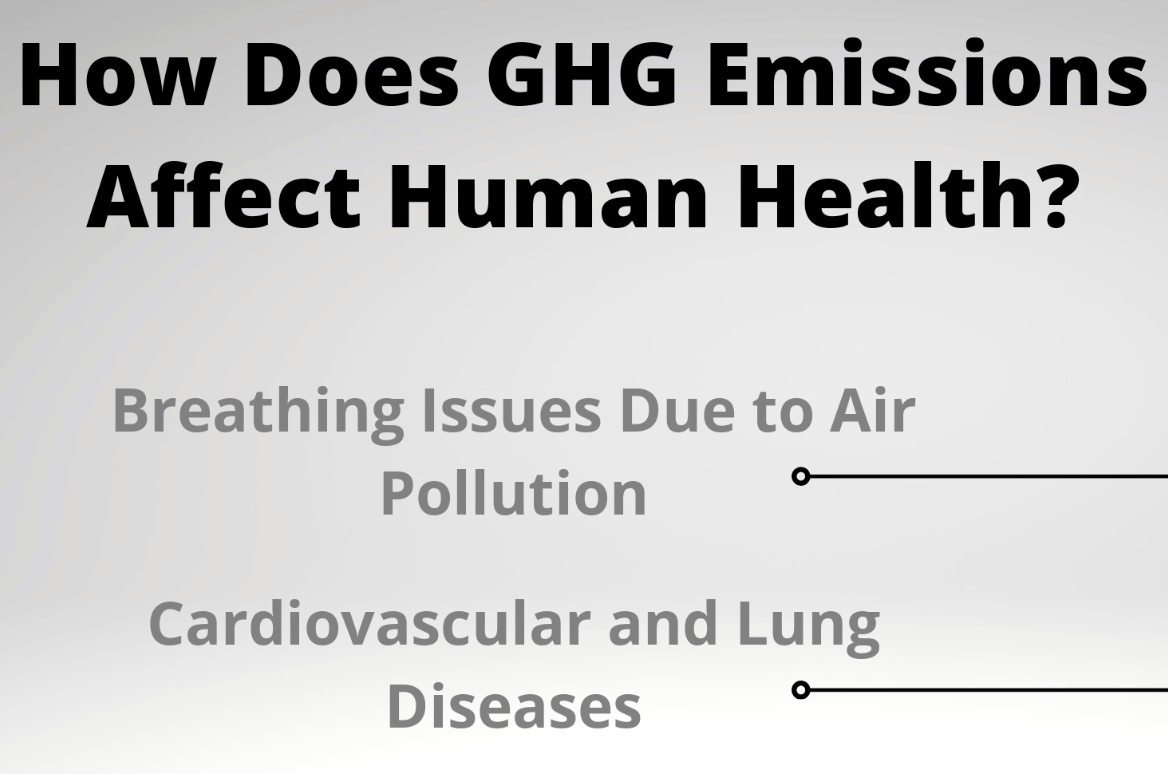 How Does GHG Emissions
Affect Human Health?
Breathing Issues Due to Air
Pollution
Cardiovascular and Lung
Diseases